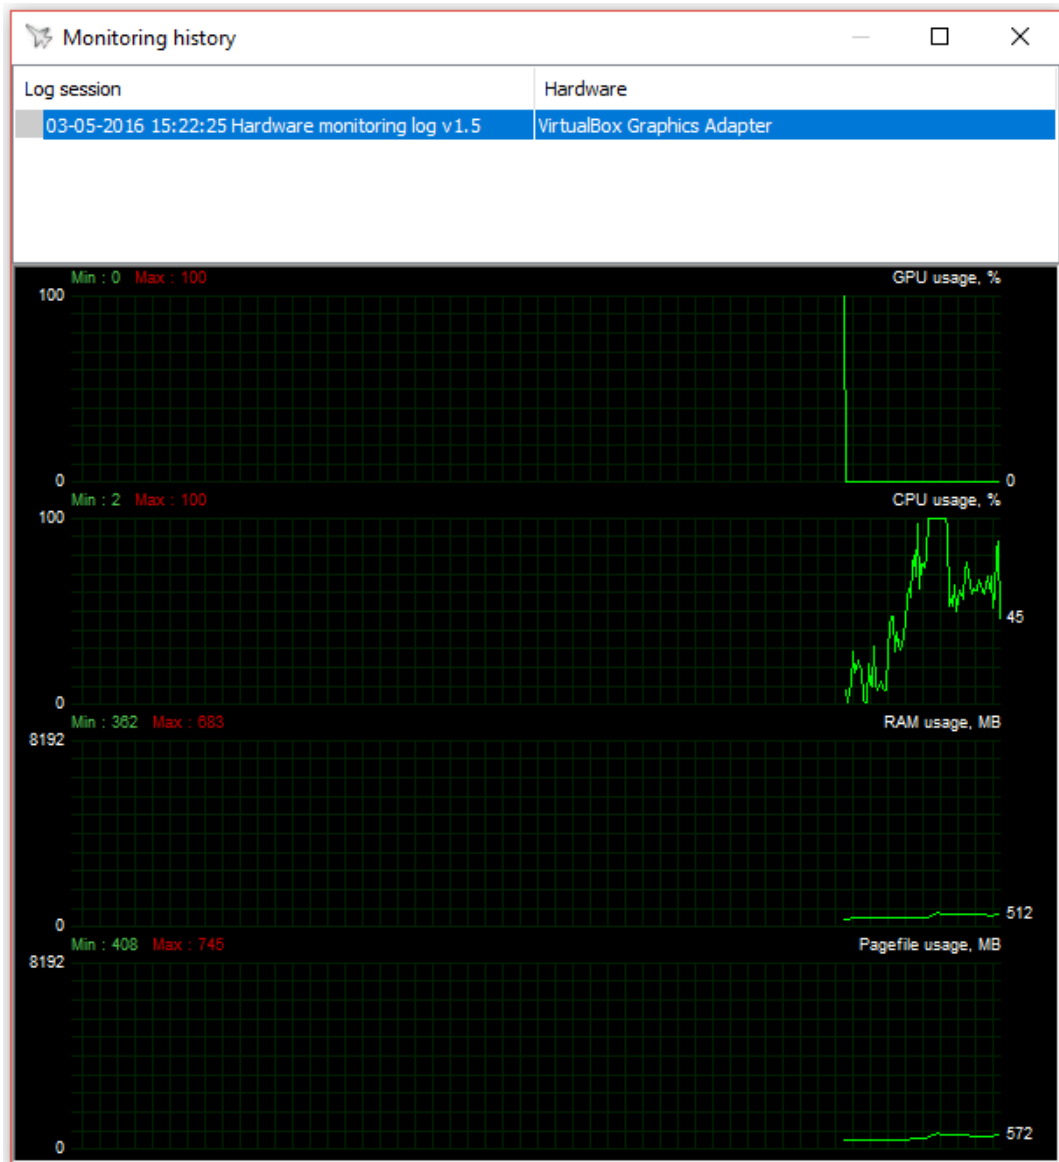 Monitoring history
Log session Hardware
03-05-2016 15:22:25 Hardware monitoring log v1.5 VirtualBox Graphics Adapter
Min : 0 Max : 100 GPU usage, %
100
0 0
Min : 2 Max : 100 CPU usage, %
100
45
0
Min : 362 Max : 683 RAM usage, MB
8192
512
0
Min : 408 Max : 745 Pagefile usage, MB
8192
572
0